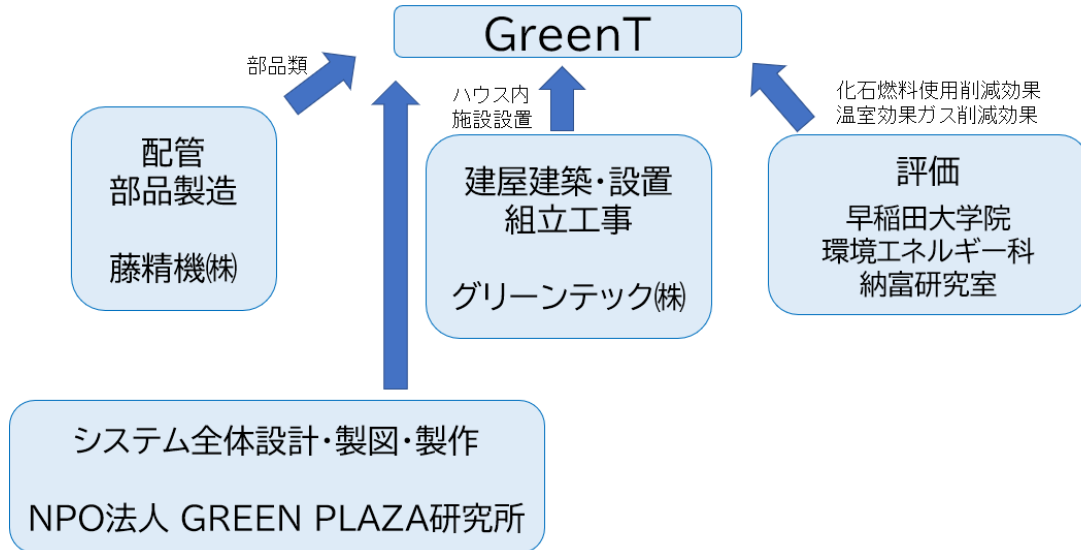 GreenT
部品類
ハウス内
施設設置
化石燃料使用削減効果
温室効果ガス削減効果
配管
部品製造
藤精機㈱
建屋建築・設置
組立工事
グリーンテック㈱
評価
早稲田大学院
環境エネルギー科
納富研究室
システム全体設計・製図・製作
NPO法人 GREEN PLAZA研究所